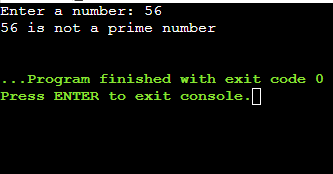 Enter a number: 56
56 is not a prime number
...Program finished with exit code 0
Press ENTER to exit console.